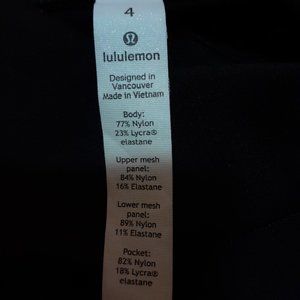 4
lululemon
Designed in
Vancouver
Made in Vietnam
Body:
77% Nylon
23% Lycra®
elastane
Upper mesh
panel:
84% Nylon
16% Elastane
Lower mesh
panel:
89% Nylon
11% Elastane
Pocket:
82% Nylon
18% Lycra®
elastane